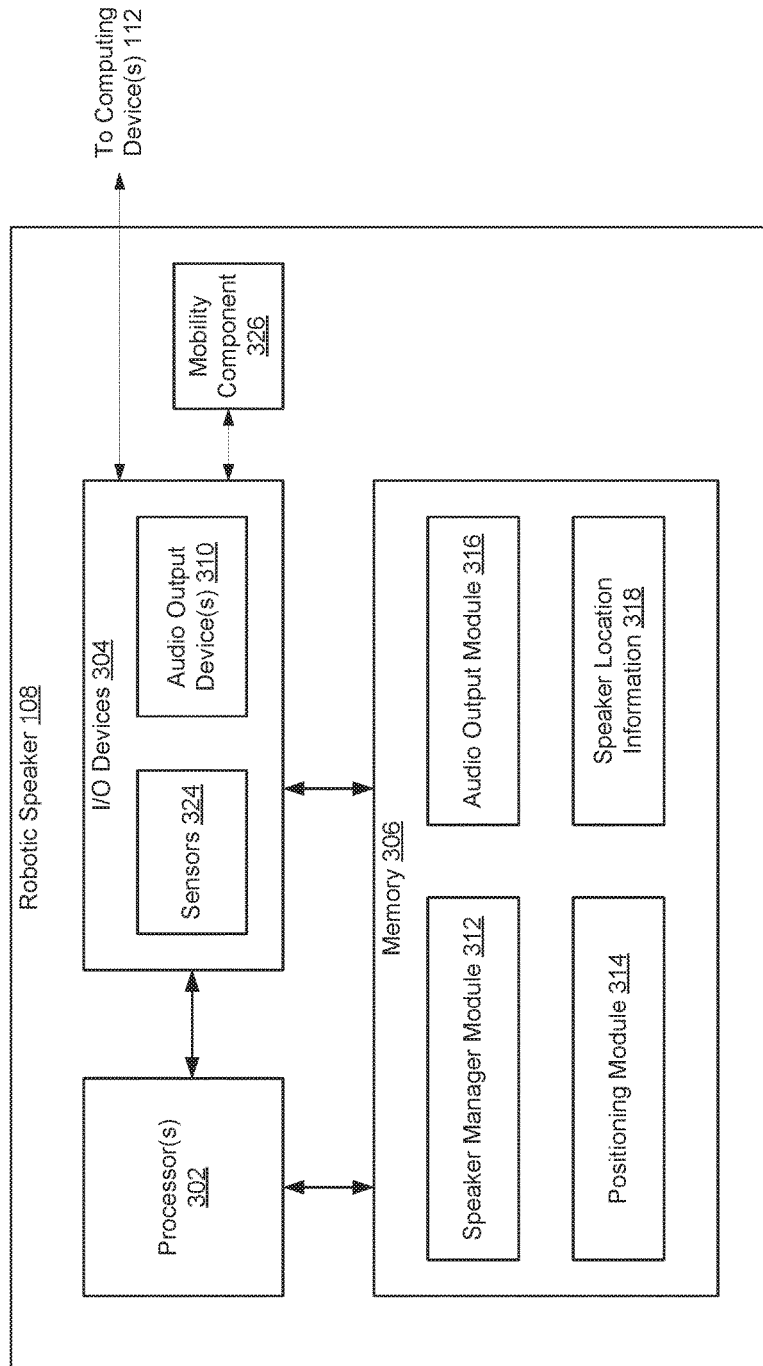 Robotic Speaker 108
To Computing
Device(s) 112
Processor(s)
302
I/O Devices 304
Sensors 324
Audio Output
Device(s) 310
Mobility
Component
326
Memory 306
Speaker Manager Module 312
Audio Output Module 316
Positioning Module 314
Speaker Location
Information 318